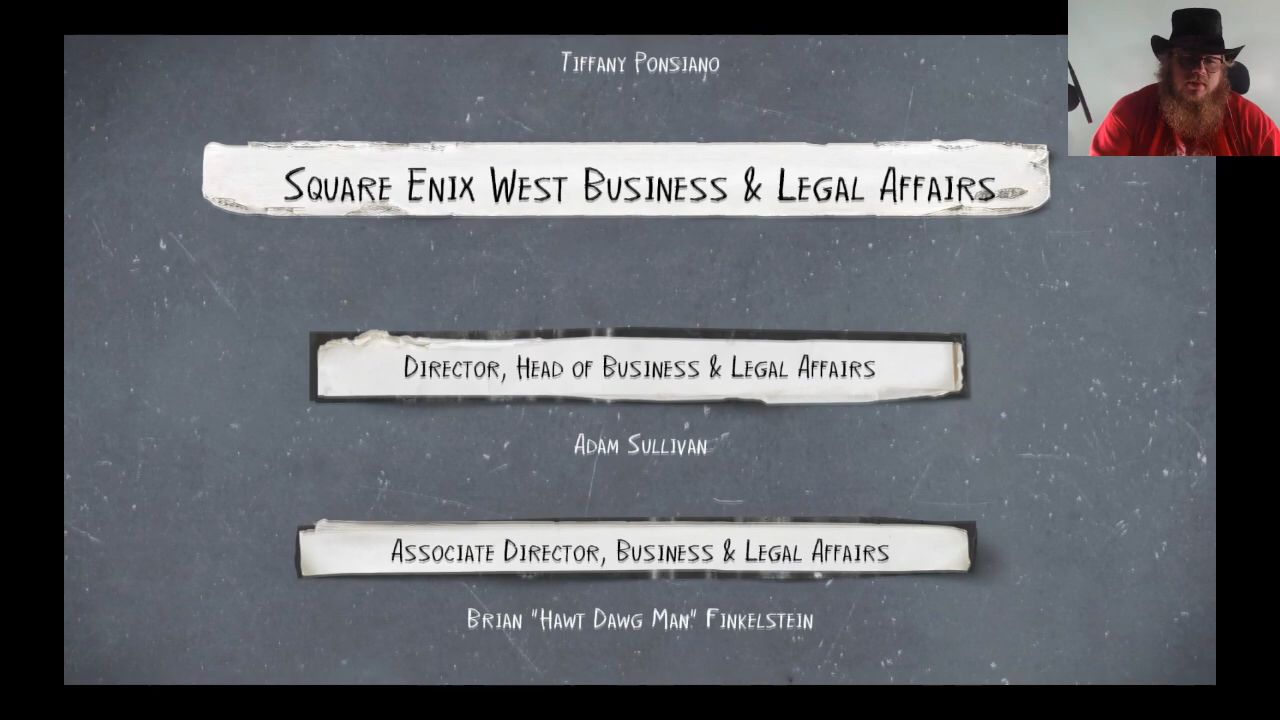 Tiffany Ponsiano
Square Enix West Business & Legal Affairs
Director, Head of Business & Legal Affairs
Adam Sullivan
Associate Director, Business & Legal Affairs
Brian "Hawt Dawg Man" Finkelstein